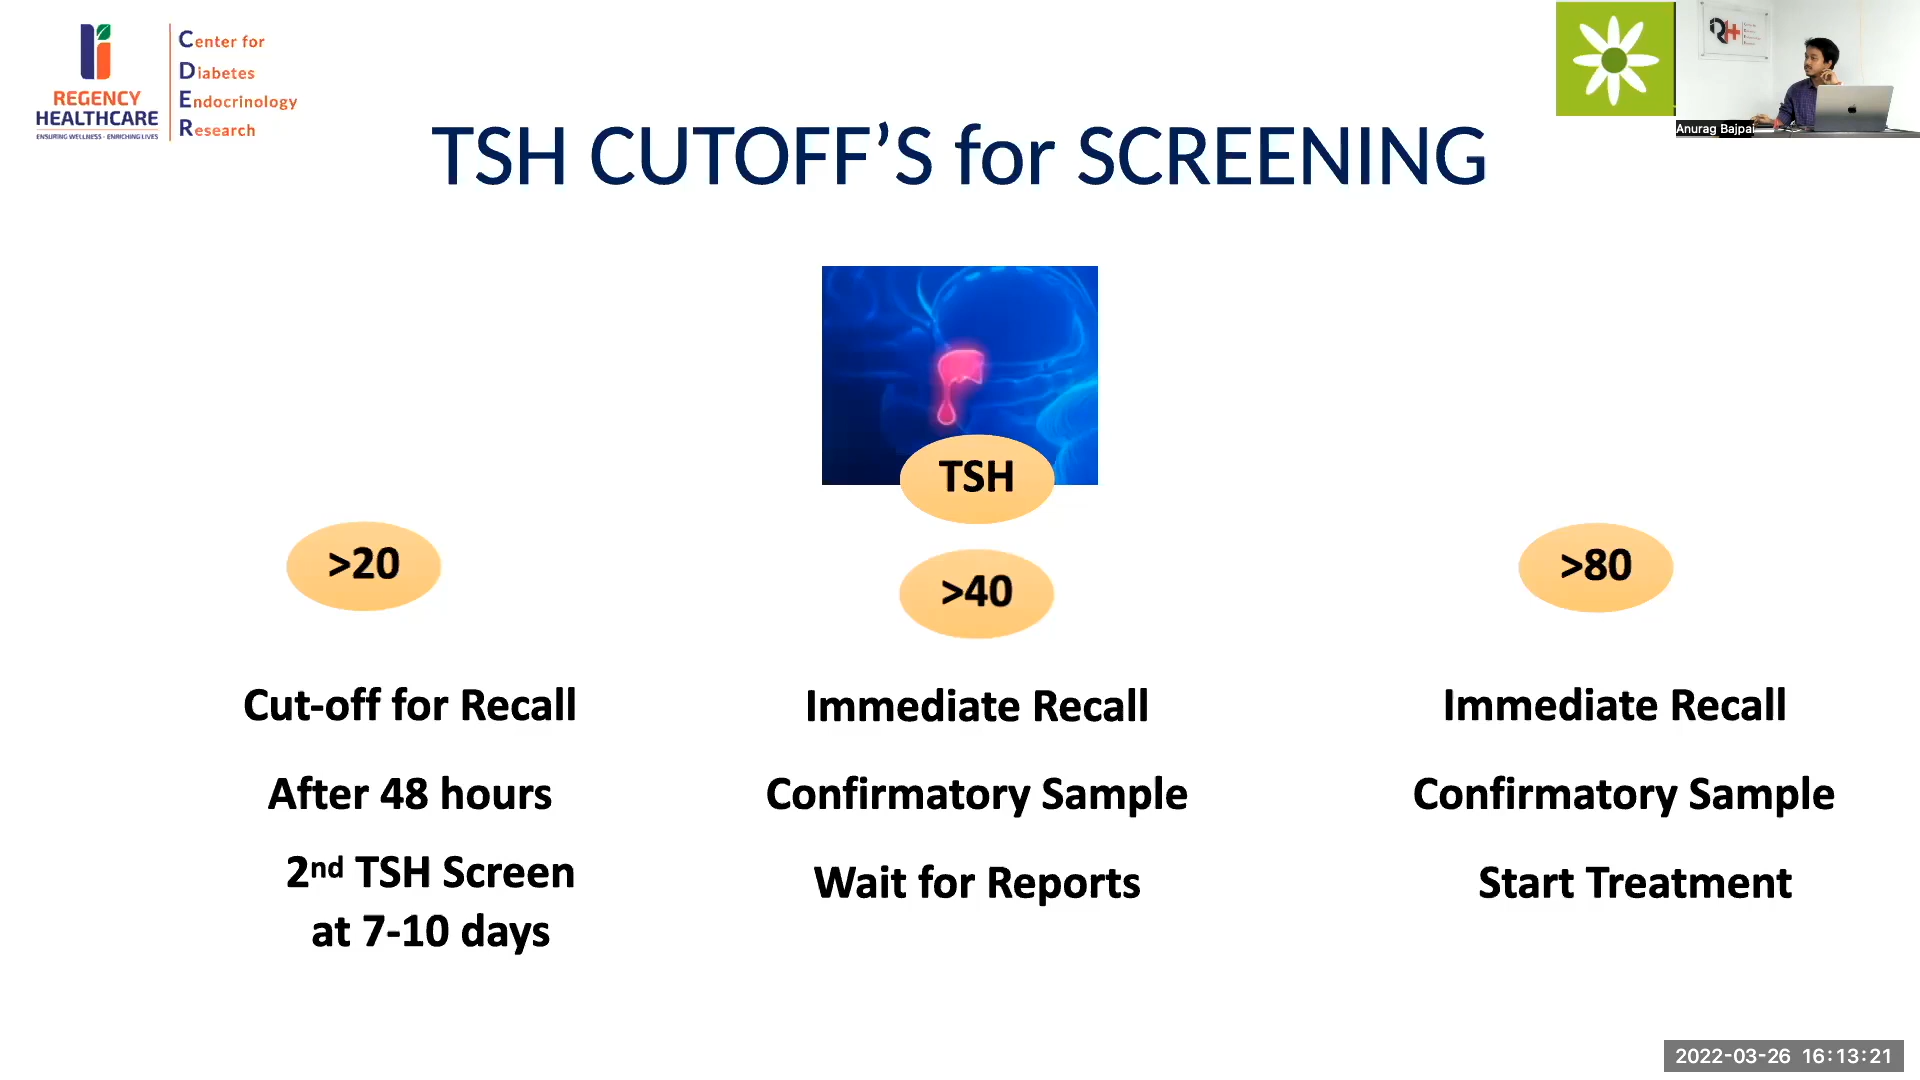 REGENCY
HEALTHCARE
ENSURING WELLNESS - ENRICHING LIVES
Center for
Diabetes
Endocrinology
Research
Anurag Bajpai
TSH CUTOFF’S for SCREENING
TSH
>20
>40
>80
Cut-off for Recall
After 48 hours
2nd TSH Screen
at 7-10 days
Immediate Recall
Confirmatory Sample
Wait for Reports
Immediate Recall
Confirmatory Sample
Start Treatment
2022-03-26 16:13:21